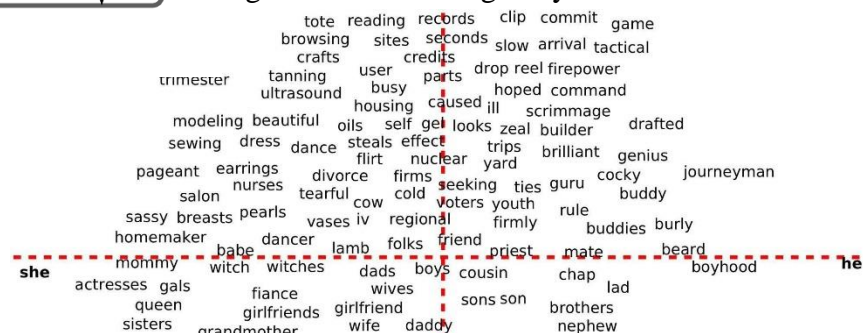 tote reading records clip commit game
browsing sites seconds slow arrival tactical
crafts credits drop reel firepower
trimester tanning user parts
ultrasound busy hoped command
housing caused ill scrimmage
modeling beautiful oils self gel looks zeal builder drafted
sewing dress dance steals effect trips brilliant genius
flirt nuclear yard
pageant earrings divorce firms cocky journeyman
nurses seeking ties guru
salon tearful cold buddy
cow voters youth
sassy breasts pearls vases iv regional firmly rule
buddies burly
homemaker dancer folks friend
babe lamb priest mate beard
she mommy witch witches dads boys cousin chap boyhood he
actresses gals wives lad
queen fiance girlfriend sons son brothers
girlfriends
sisters grandmother wife daddy nephew